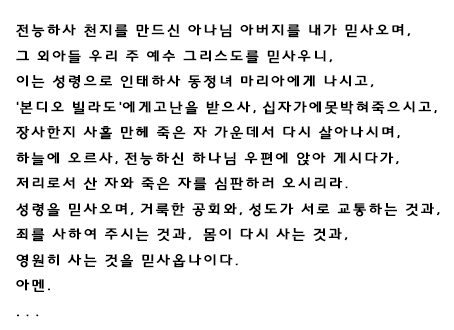 전능하사 천지를 만드신 아나님 아버지를 내가 믿사오며,
그 외아들 우리 주 예수 그리스도를 믿사우니,
이는 성령으로 인태하사 동정녀 마리아에게 나시고,
'본디오 빌라도'에게고난을 받으사, 십자가에못박혀죽으시고,
장사한지 사홀 만헤 죽은 자 가운데서 다시 살아나시며,
하늘에 오르사, 전능하신 하나님 우편에 앉아 게시다가,
저리로서 산 자와 죽은 자를 심판하러 오시리라.
성령을 믿사오며, 거룩한 공회와, 성도가 서로 교통하는 것과,
죄를 사하여 주시는 것과, 몸이 다시 사는 것과,
영원히 사는 것을 믿사옵나이다.
아멘.
. . .